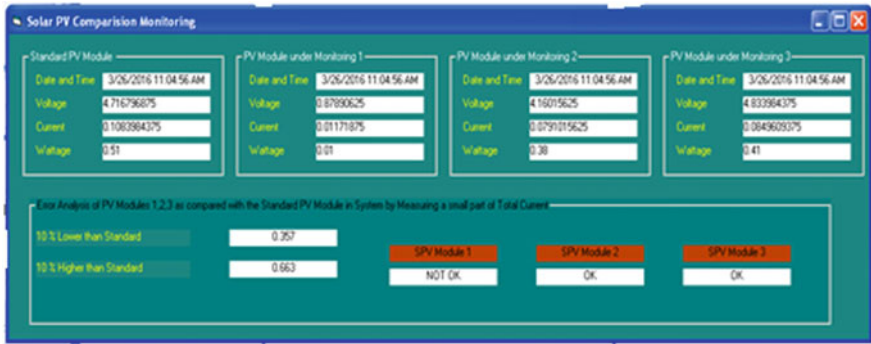 Solar PV Comparision Monitoring
Standard PV Module
Date and Time 3/26/2016 11:04:56 AM
Voltage 4.716796875
Current 0.1083984375
Wattage 0.51
PV Module under Monitoring 1
Date and Time 3/26/2016 11:04:56 AM
Voltage 0.87890625
Current 0.01171875
Wattage 0.01
PV Module under Monitoring 2
Date and Time 3/26/2016 11:04:56 AM
Voltage 4.16015625
Current 0.0791015625
Wattage 0.38
PV Module under Monitoring 3
Date and Time 3/26/2016 11:04:56 AM
Voltage 4.833984375
Current 0.0849609375
Wattage 0.41
Error Analysis of PV Modules 1,2,3 as compared with the Standard PV Module in System by Measuring a small part of Total Current
10 % Lower than Standard 0.357
10 % Higher than Standard 0.663
SPV Module 1 SPV Module 2 SPV Module 3
NOT OK OK OK